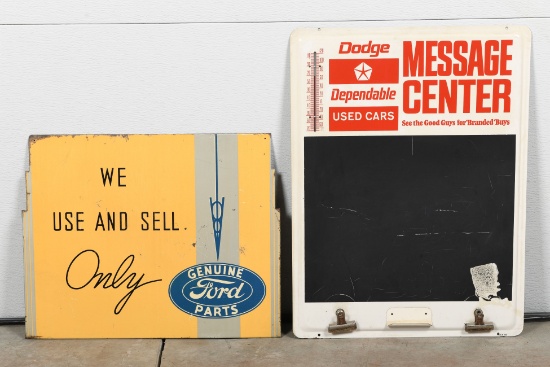 WE
USE AND SELL.
Only
V8
GENUINE
Ford
PARTS
Dodge
Dependable
USED CARS
MESSAGE
CENTER
See the Good Guys for 'Branded' Buys